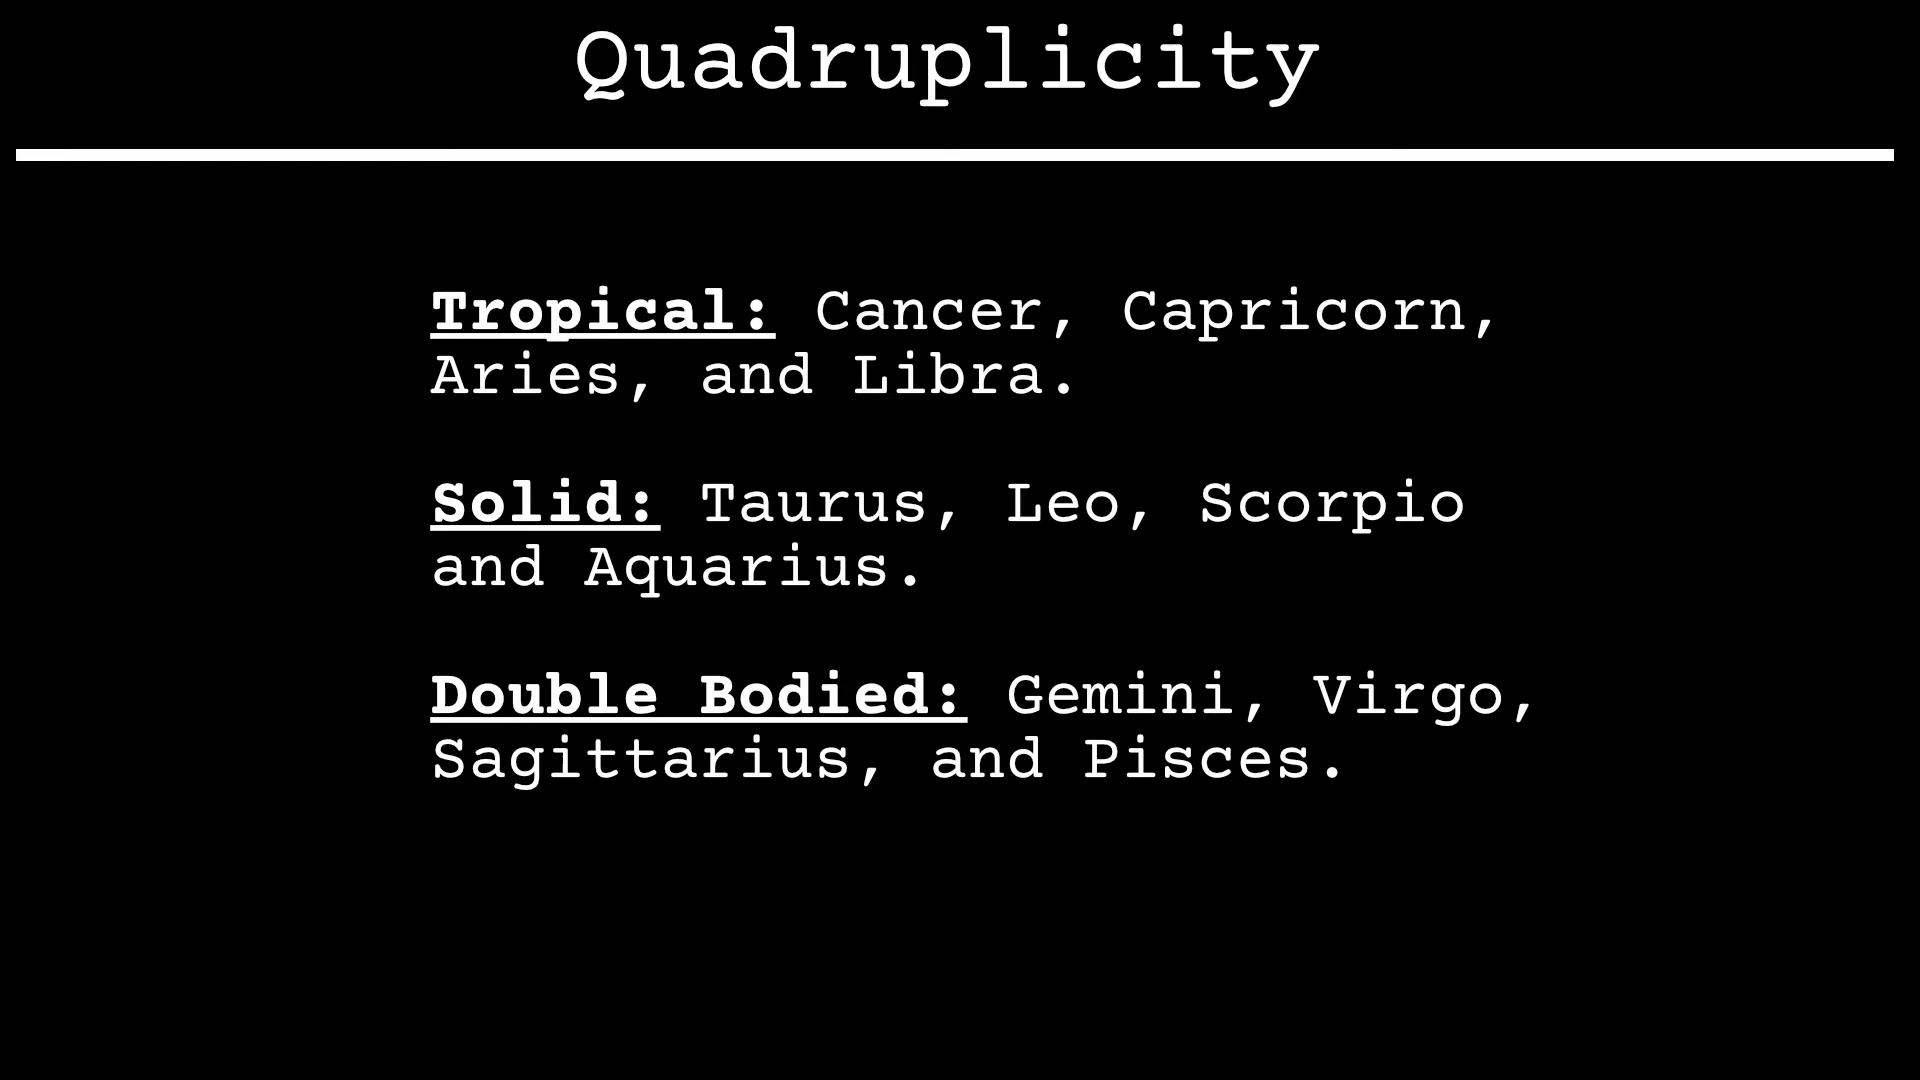 Quadruplicity
Tropical: Cancer, Capricorn,
Aries, and Libra.
Solid: Taurus, Leo, Scorpio
and Aquarius.
Double Bodied: Gemini, Virgo,
Sagittarius, and Pisces.